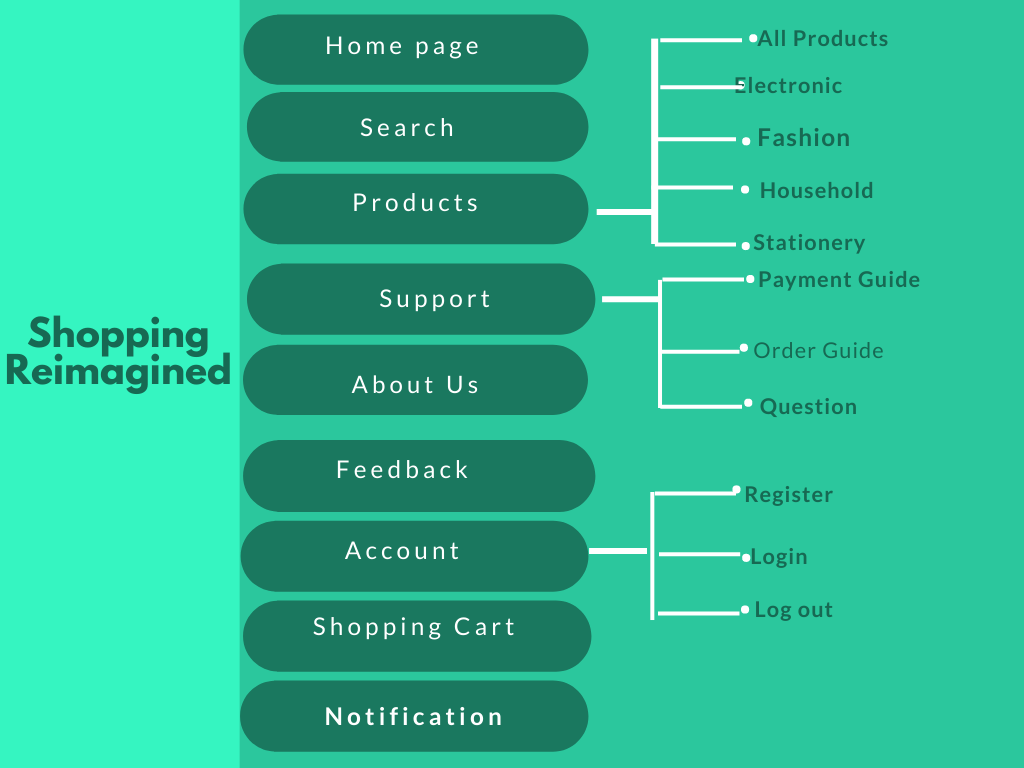 Shopping
Reimagined
Home page
Search
Products
All Products
Electronic
Fashion
Household
Stationery
Support
Payment Guide
Order Guide
Question
About Us
Feedback
Account
Register
Login
Log out
Shopping Cart
Notification